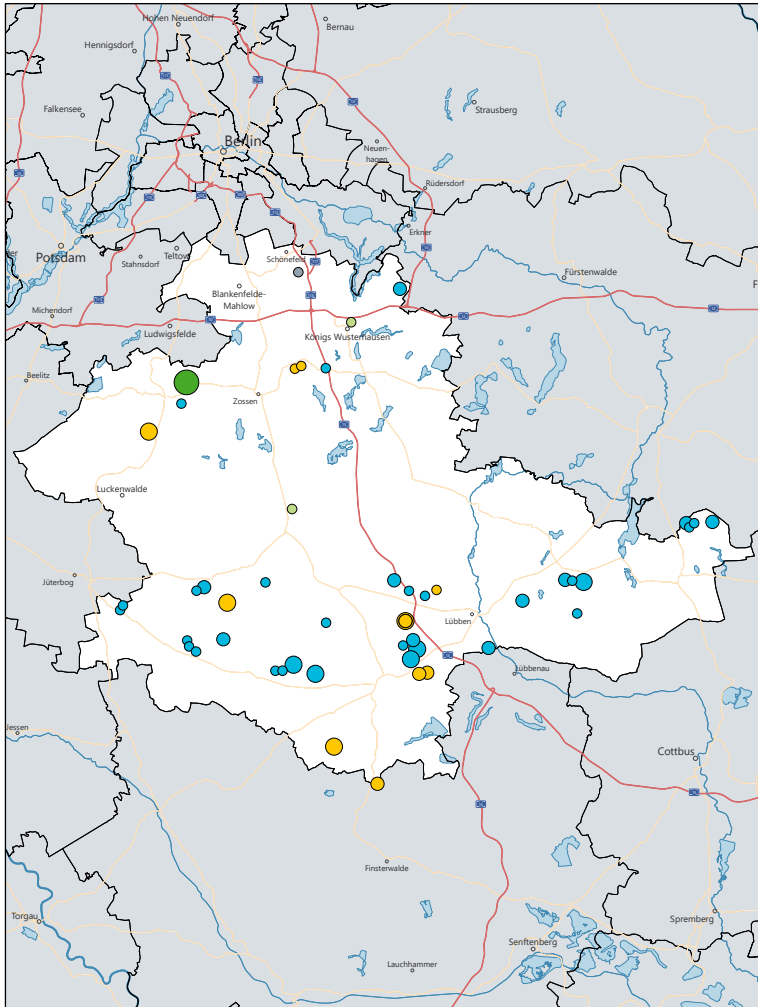 Hohen Neuendorf
Bernau
Hennigsdorf
Falkensee
Strausberg
Berlin
Neuen-
hagen
Rüdersdorf
Erkner
Potsdam
Teltow
Stahnsdorf
Schönefeld
Fürstenwalde
Blankenfelde-
Mahlow
F
Michendorf
Ludwigsfelde
Königs Wusterhausen
Beelitz
Zossen
Luckenwalde
Jüterbog
Lübben
Lübbenau
Jessen
Cottbus
Finsterwalde
Torgau
Spremberg
Senftenberg
Lauchhammer